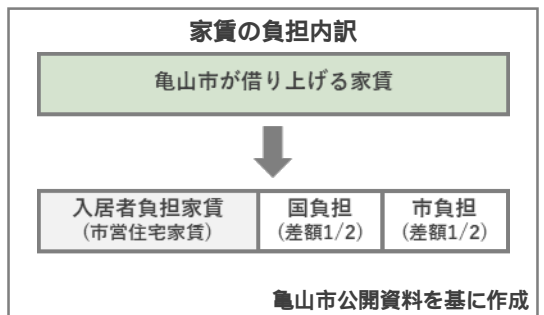 家賃の負担内訳
亀山市が借り上げる家賃
入居者負担家賃
(市営住宅家賃)
国負担
(差額1/2)
市負担
(差額1/2)
亀山市公開資料を基に作成